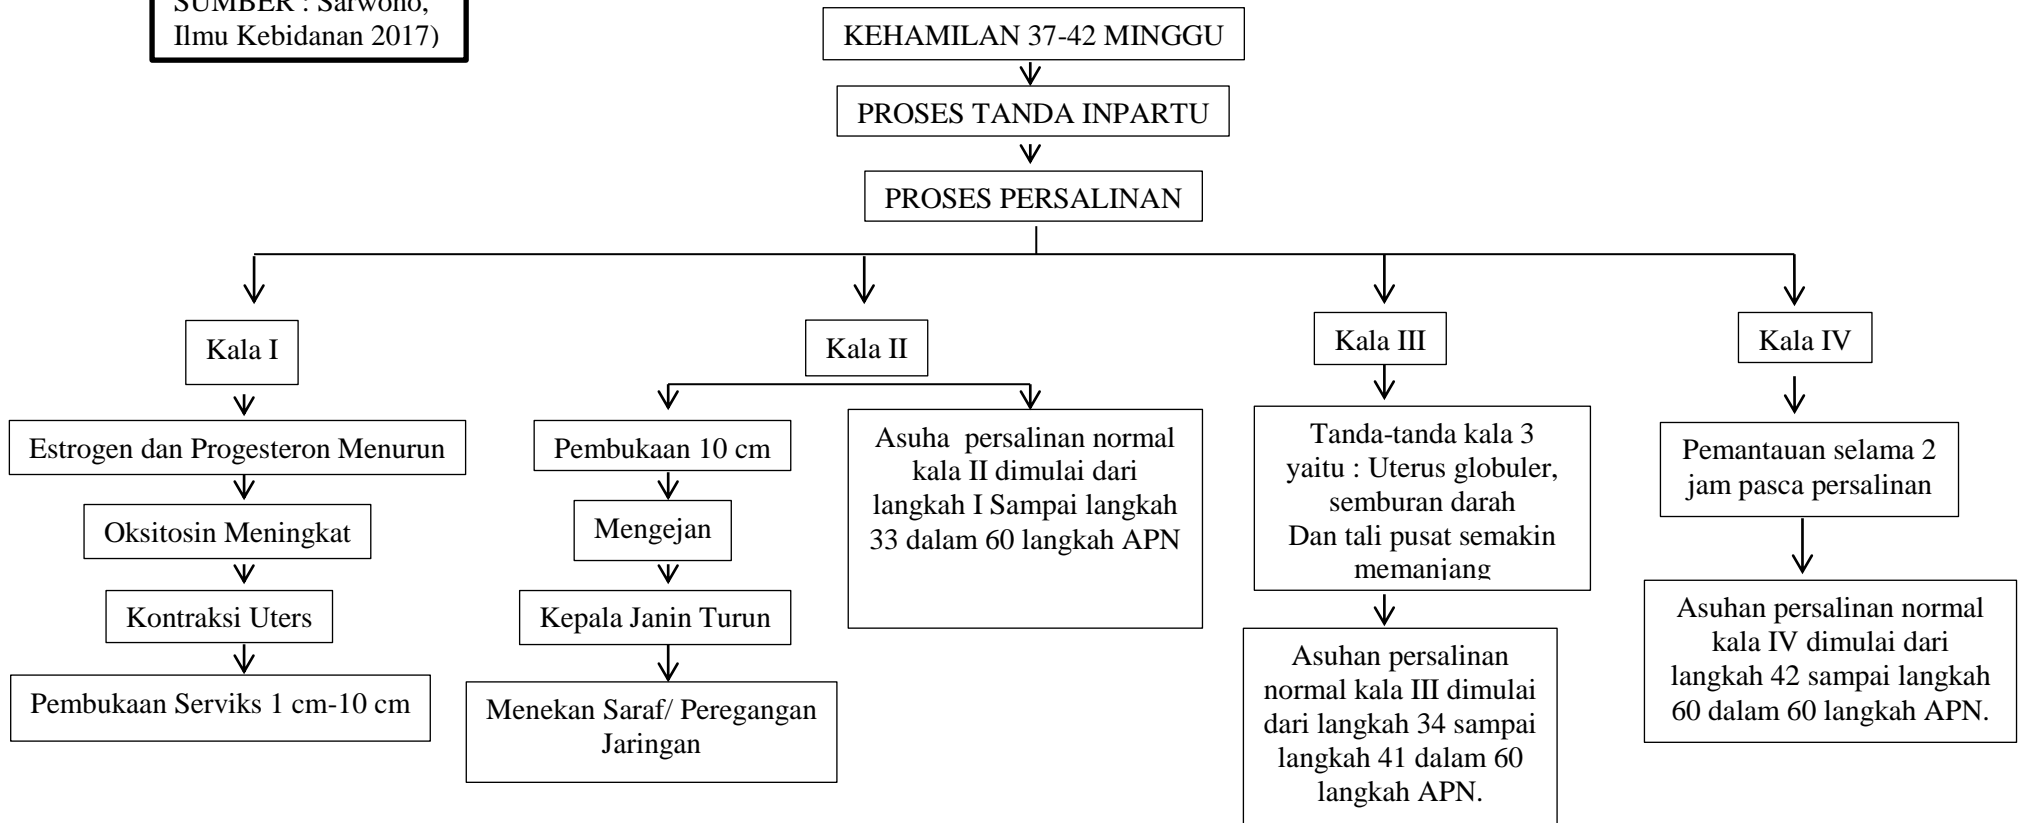 SUMBER : Sarwono,
Ilmu Kebidanan 2017)
KEHAMILAN 37-42 MINGGU
PROSES TANDA INPARTU
PROSES PERSALINAN
Kala I
Kala II
Kala III
Kala IV
Estrogen dan Progesteron Menurun
Oksitosin Meningkat
Kontraksi Uters
Pembukaan Serviks 1 cm-10 cm
Pembukaan 10 cm
Mengejan
Kepala Janin Turun
Menekan Saraf/ Peregangan
Jaringan
Asuha persalinan normal
kala II dimulai dari
langkah I Sampai langkah
33 dalam 60 langkah APN
Tanda-tanda kala 3
yaitu : Uterus globuler,
semburan darah
Dan tali pusat semakin
memanjang
Asuhan persalinan
normal kala III dimulai
dari langkah 34 sampai
langkah 41 dalam 60
langkah APN.
Pemantauan selama 2
jam pasca persalinan
Asuhan persalinan normal
kala IV dimulai dari
langkah 42 sampai langkah
60 dalam 60 langkah APN.